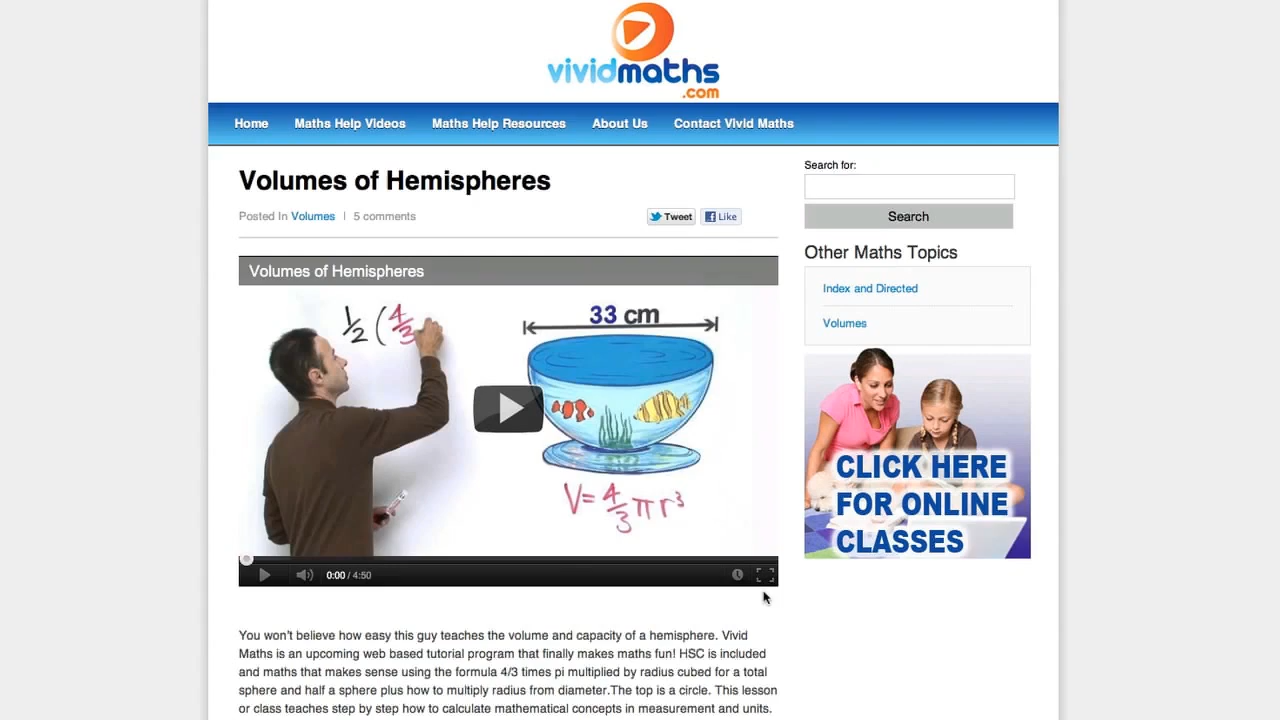 vividmaths
.com
Home Maths Help Videos Maths Help Resources About Us Contact Vivid Maths
Volumes of Hemispheres
Posted In Volumes | 5 comments
Tweet Like
Volumes of Hemispheres
1/2 (4/3
33 cm
V= 4/3 π r³
0:00 / 4:50
You won't believe how easy this guy teaches the volume and capacity of a hemisphere. Vivid
Maths is an upcoming web based tutorial program that finally makes maths fun! HSC is included
and maths that makes sense using the formula 4/3 times pi multiplied by radius cubed for a total
sphere and half a sphere plus how to multiply radius from diameter.The top is a circle. This lesson
or class teaches step by step how to calculate mathematical concepts in measurement and units.
Search for:
Search
Other Maths Topics
Index and Directed
Volumes
CLICK HERE
FOR ONLINE
CLASSES